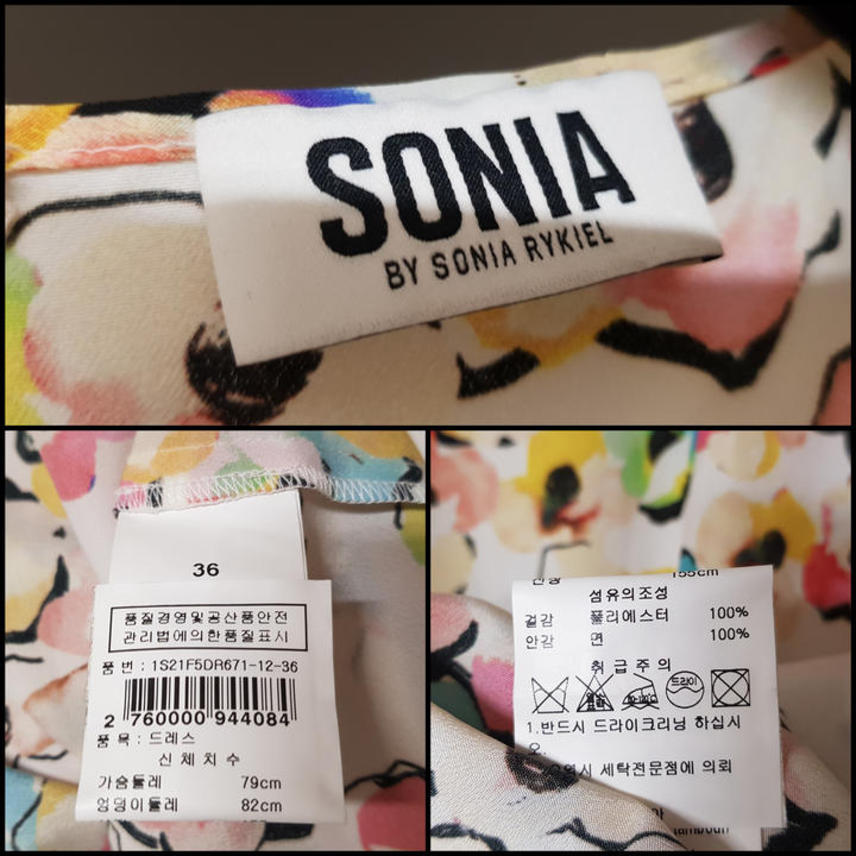 SONIA
BY SONIA RYKIEL
36
품질경영및공산품안전
관리법에의한품질표시
품 번 : 1S21F5DR671-12-36
2 760000 944084
품 목 : 드레스
신 체 치 수
가슴둘레 79cm
엉덩이둘레 82cm
155cm
섬유의조성
겉감 폴리에스터 100%
안감 면 100%
취 급 주 의
드라이
1.반드시 드라이크리닝 하십시
오.
세탁전문점에 의뢰